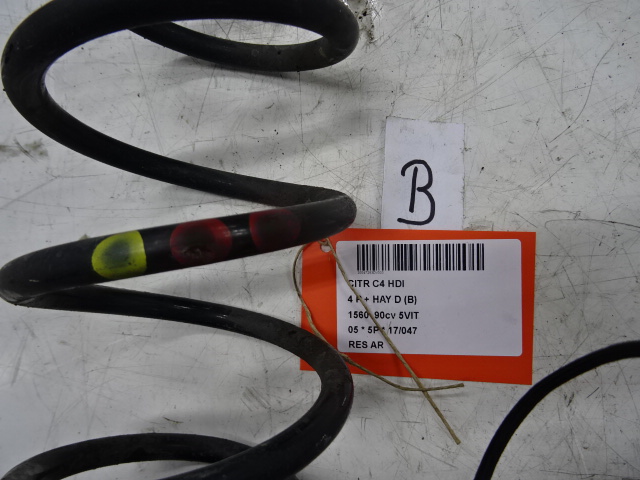 B
CITR C4 HDI
4 P + HAY D (B)
1560 90cv 5VIT
05 * 5P * 17/047
RES AR